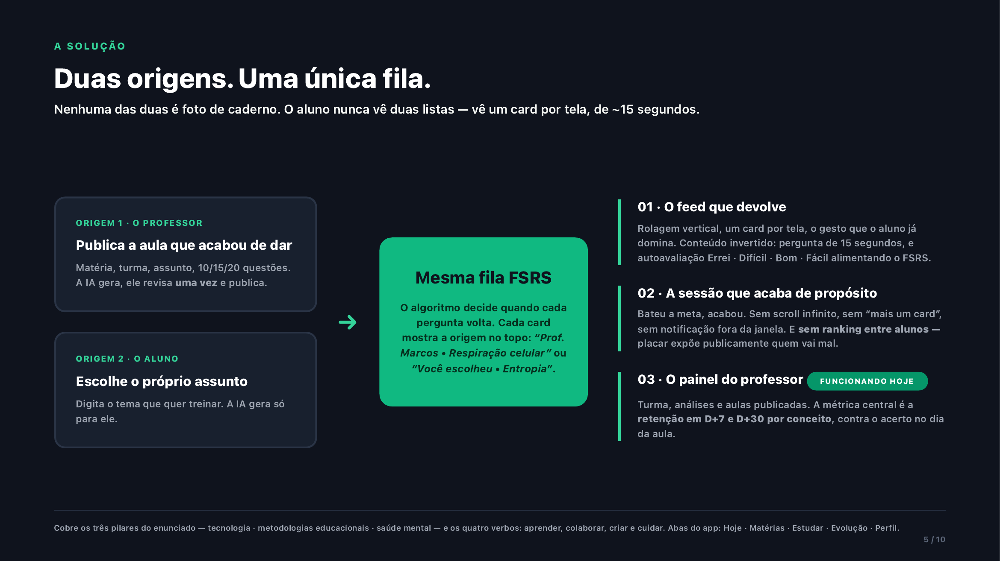 A SOLUÇÃO
Duas origens. Uma única fila.
Nenhuma das duas é foto de caderno. O aluno nunca vê duas listas — vê um card por tela, de ~15 segundos.
ORIGEM 1 · O PROFESSOR
Publica a aula que acabou de dar
Matéria, turma, assunto, 10/15/20 questões.
A IA gera, ele revisa uma vez e publica.
ORIGEM 2 · O ALUNO
Escolhe o próprio assunto
Digita o tema que quer treinar. A IA gera só
para ele.
→
Mesma fila FSRS
O algoritmo decide quando cada
pergunta volta. Cada card
mostra a origem no topo: “Prof.
Marcos • Respiração celular” ou
“Você escolheu • Entropia”.
01 · O feed que devolve
Rolagem vertical, um card por tela, o gesto que o aluno já
domina. Conteúdo invertido: pergunta de 15 segundos, e
autoavaliação Errei · Difícil · Bom · Fácil alimentando o FSRS.
02 · A sessão que acaba de propósito
Bateu a meta, acabou. Sem scroll infinito, sem “mais um card”,
sem notificação fora da janela. E sem ranking entre alunos —
placar expõe publicamente quem vai mal.
03 · O painel do professor FUNCIONANDO HOJE
Turma, análises e aulas publicadas. A métrica central é a
retenção em D+7 e D+30 por conceito, contra o acerto no dia
da aula.
Cobre os três pilares do enunciado — tecnologia · metodologias educacionais · saúde mental — e os quatro verbos: aprender, colaborar, criar e cuidar. Abas do app: Hoje · Matérias · Estudar · Evolução · Perfil.
5 / 10